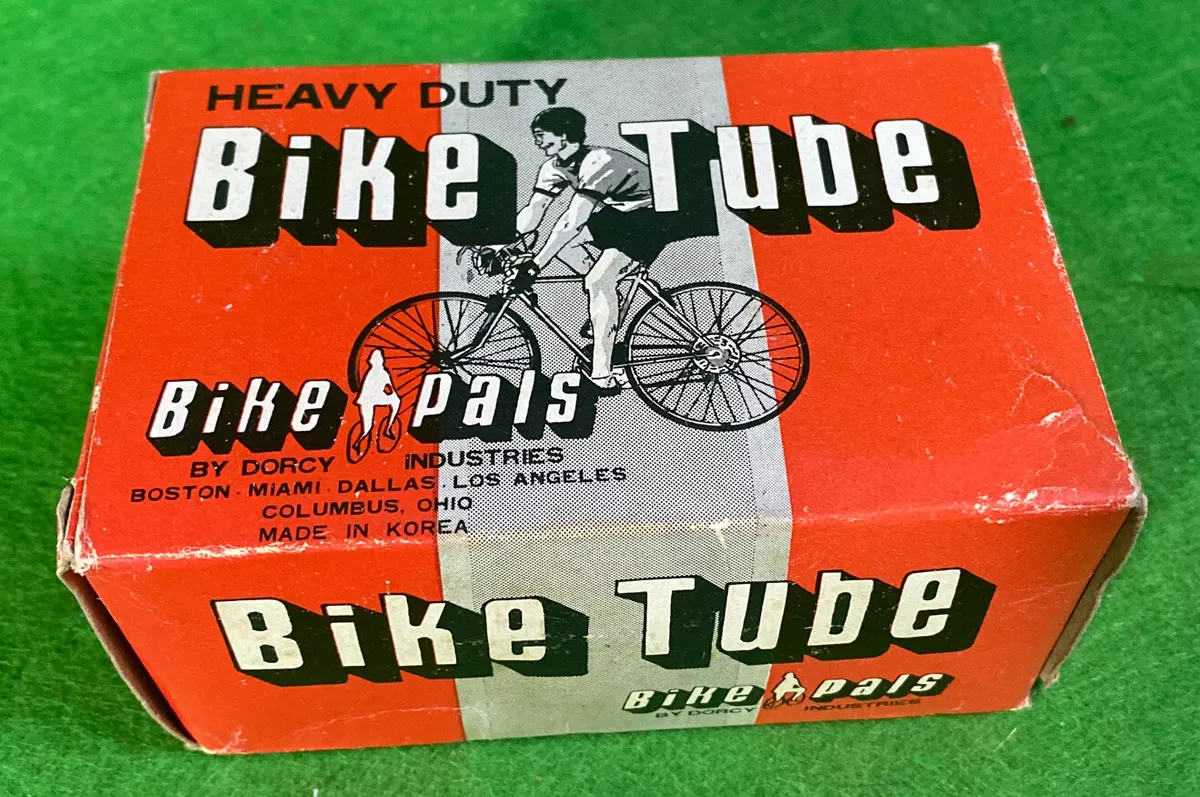 HEAVY DUTY
Bike Tube
Bike Pals
BY DORCY INDUSTRIES
BOSTON · MIAMI · DALLAS · LOS ANGELES
COLUMBUS, OHIO
MADE IN KOREA
Bike Tube
Bike Pals
BY DORCY INDUSTRIES